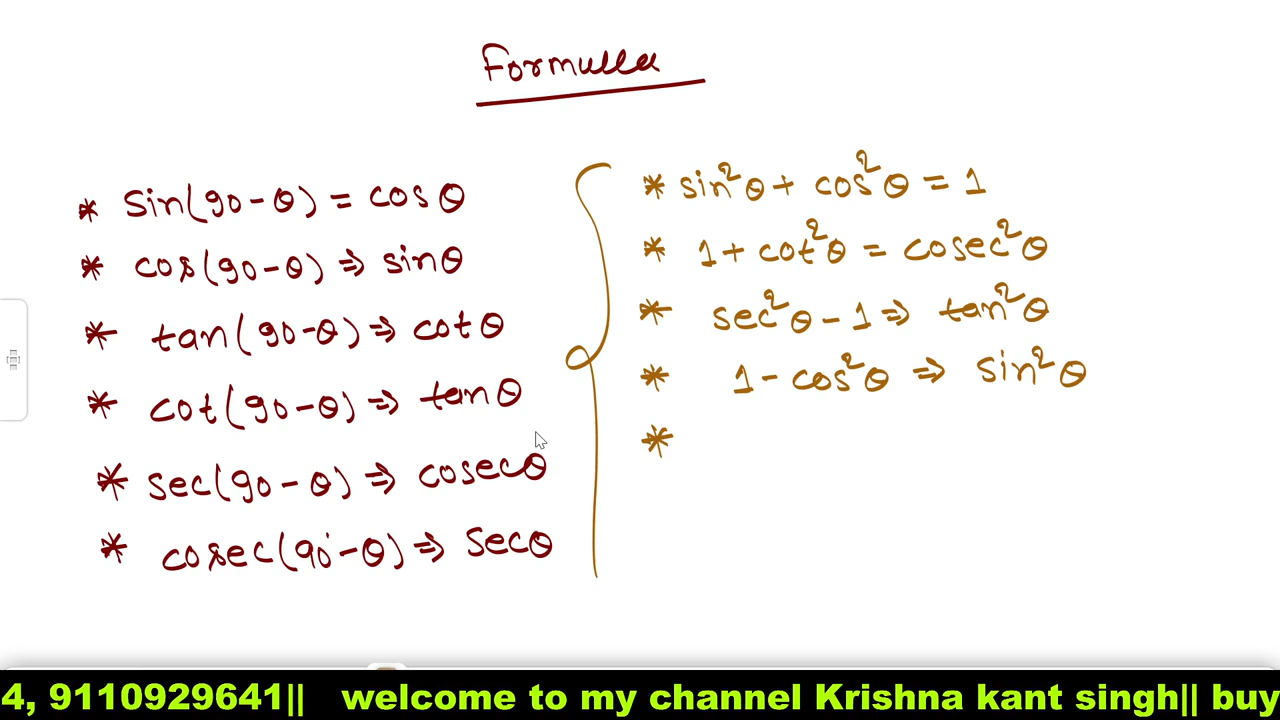 Formulla
* sin(90-θ) = cosθ
* cos(90-θ) ⇒ sinθ
* tan(90-θ) ⇒ cotθ
* cot(90-θ) ⇒ tanθ
* sec(90-θ) ⇒ cosecθ
* cosec(90-θ) ⇒ secθ
* sin²θ + cos²θ = 1
* 1 + cot²θ = cosec²θ
* sec²θ - 1 ⇒ tan²θ
* 1 - cos²θ ⇒ sin²θ
*
4, 9110929641|| welcome to my channel Krishna kant singh|| buy